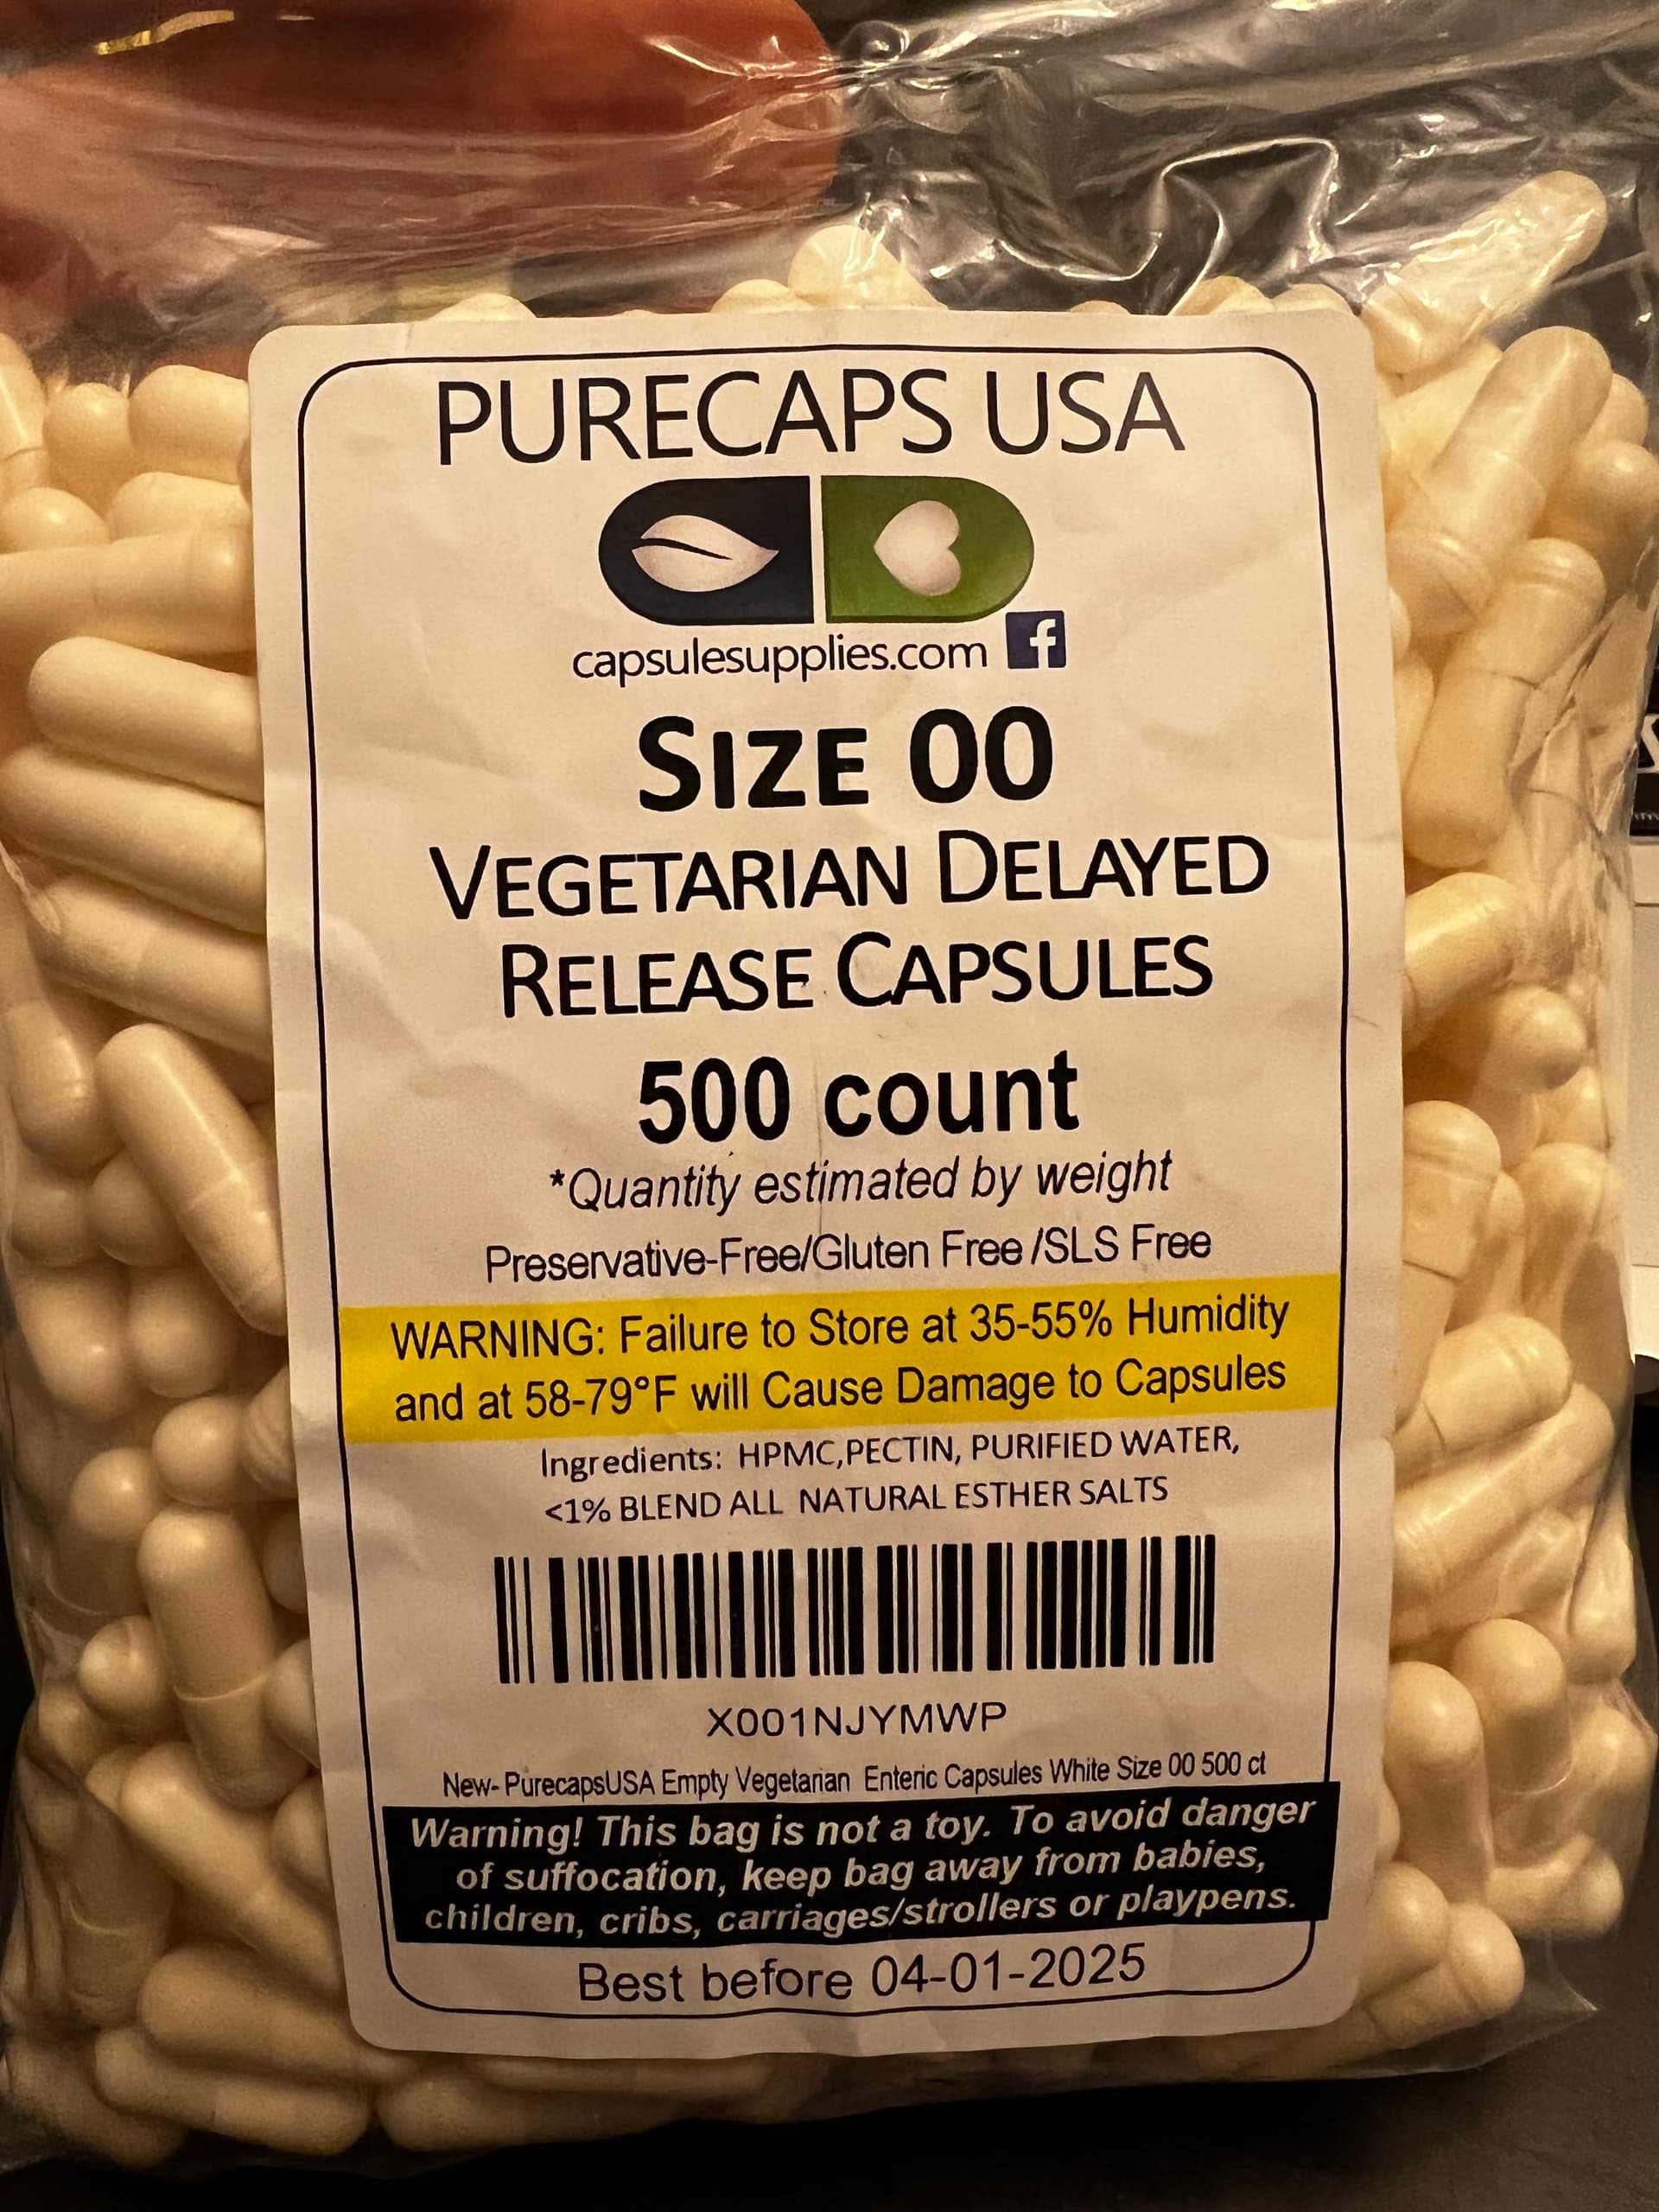 PURECAPS USA
capsulesupplies.com f
SIZE 00
VEGETARIAN DELAYED
RELEASE CAPSULES
500 count
*Quantity estimated by weight
Preservative-Free/Gluten Free /SLS Free
WARNING: Failure to Store at 35-55% Humidity
and at 58-79°F will Cause Damage to Capsules
Ingredients: HPMC,PECTIN, PURIFIED WATER,
<1% BLEND ALL NATURAL ESTHER SALTS
X001NJYMWP
New- PurecapsUSA Empty Vegetarian Enteric Capsules White Size 00 500 ct
Warning! This bag is not a toy. To avoid danger
of suffocation, keep bag away from babies,
children, cribs, carriages/strollers or playpens.
Best before 04-01-2025